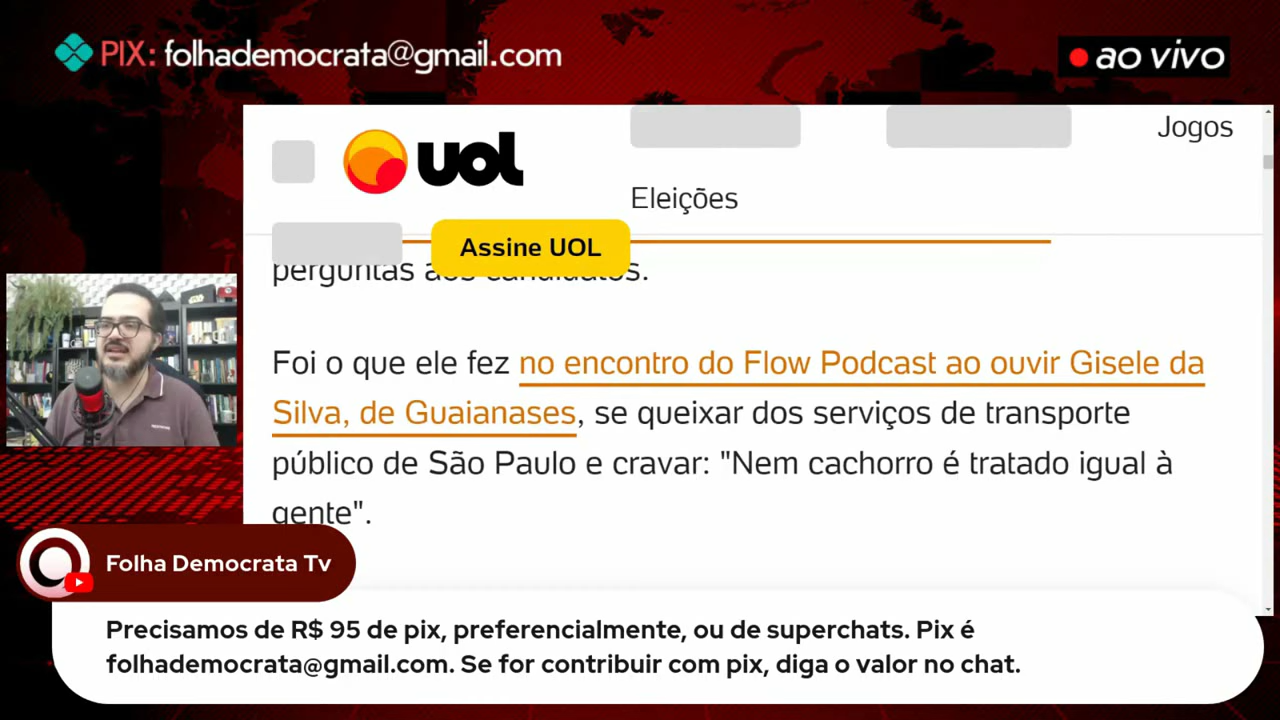 PIX: folhademocrata@gmail.com
ao vivo
uol
Jogos
Eleições
Assine UOL
perguntas aos candidatos.
Foi o que ele fez no encontro do Flow Podcast ao ouvir Gisele da
Silva, de Guaianases, se queixar dos serviços de transporte
público de São Paulo e cravar: "Nem cachorro é tratado igual à
gente".
Folha Democrata Tv
Precisamos de R$ 95 de pix, preferencialmente, ou de superchats. Pix é
folhademocrata@gmail.com. Se for contribuir com pix, diga o valor no chat.